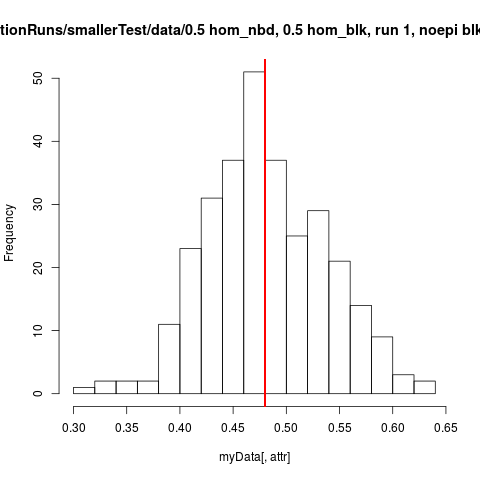 tionRuns/smallerTest/data/0.5 hom_nbd, 0.5 hom_blk, run 1, noepi blk
50
40
30
20
10
0
Frequency
0.30 0.35 0.40 0.45 0.50 0.55 0.60 0.65
myData[, attr]